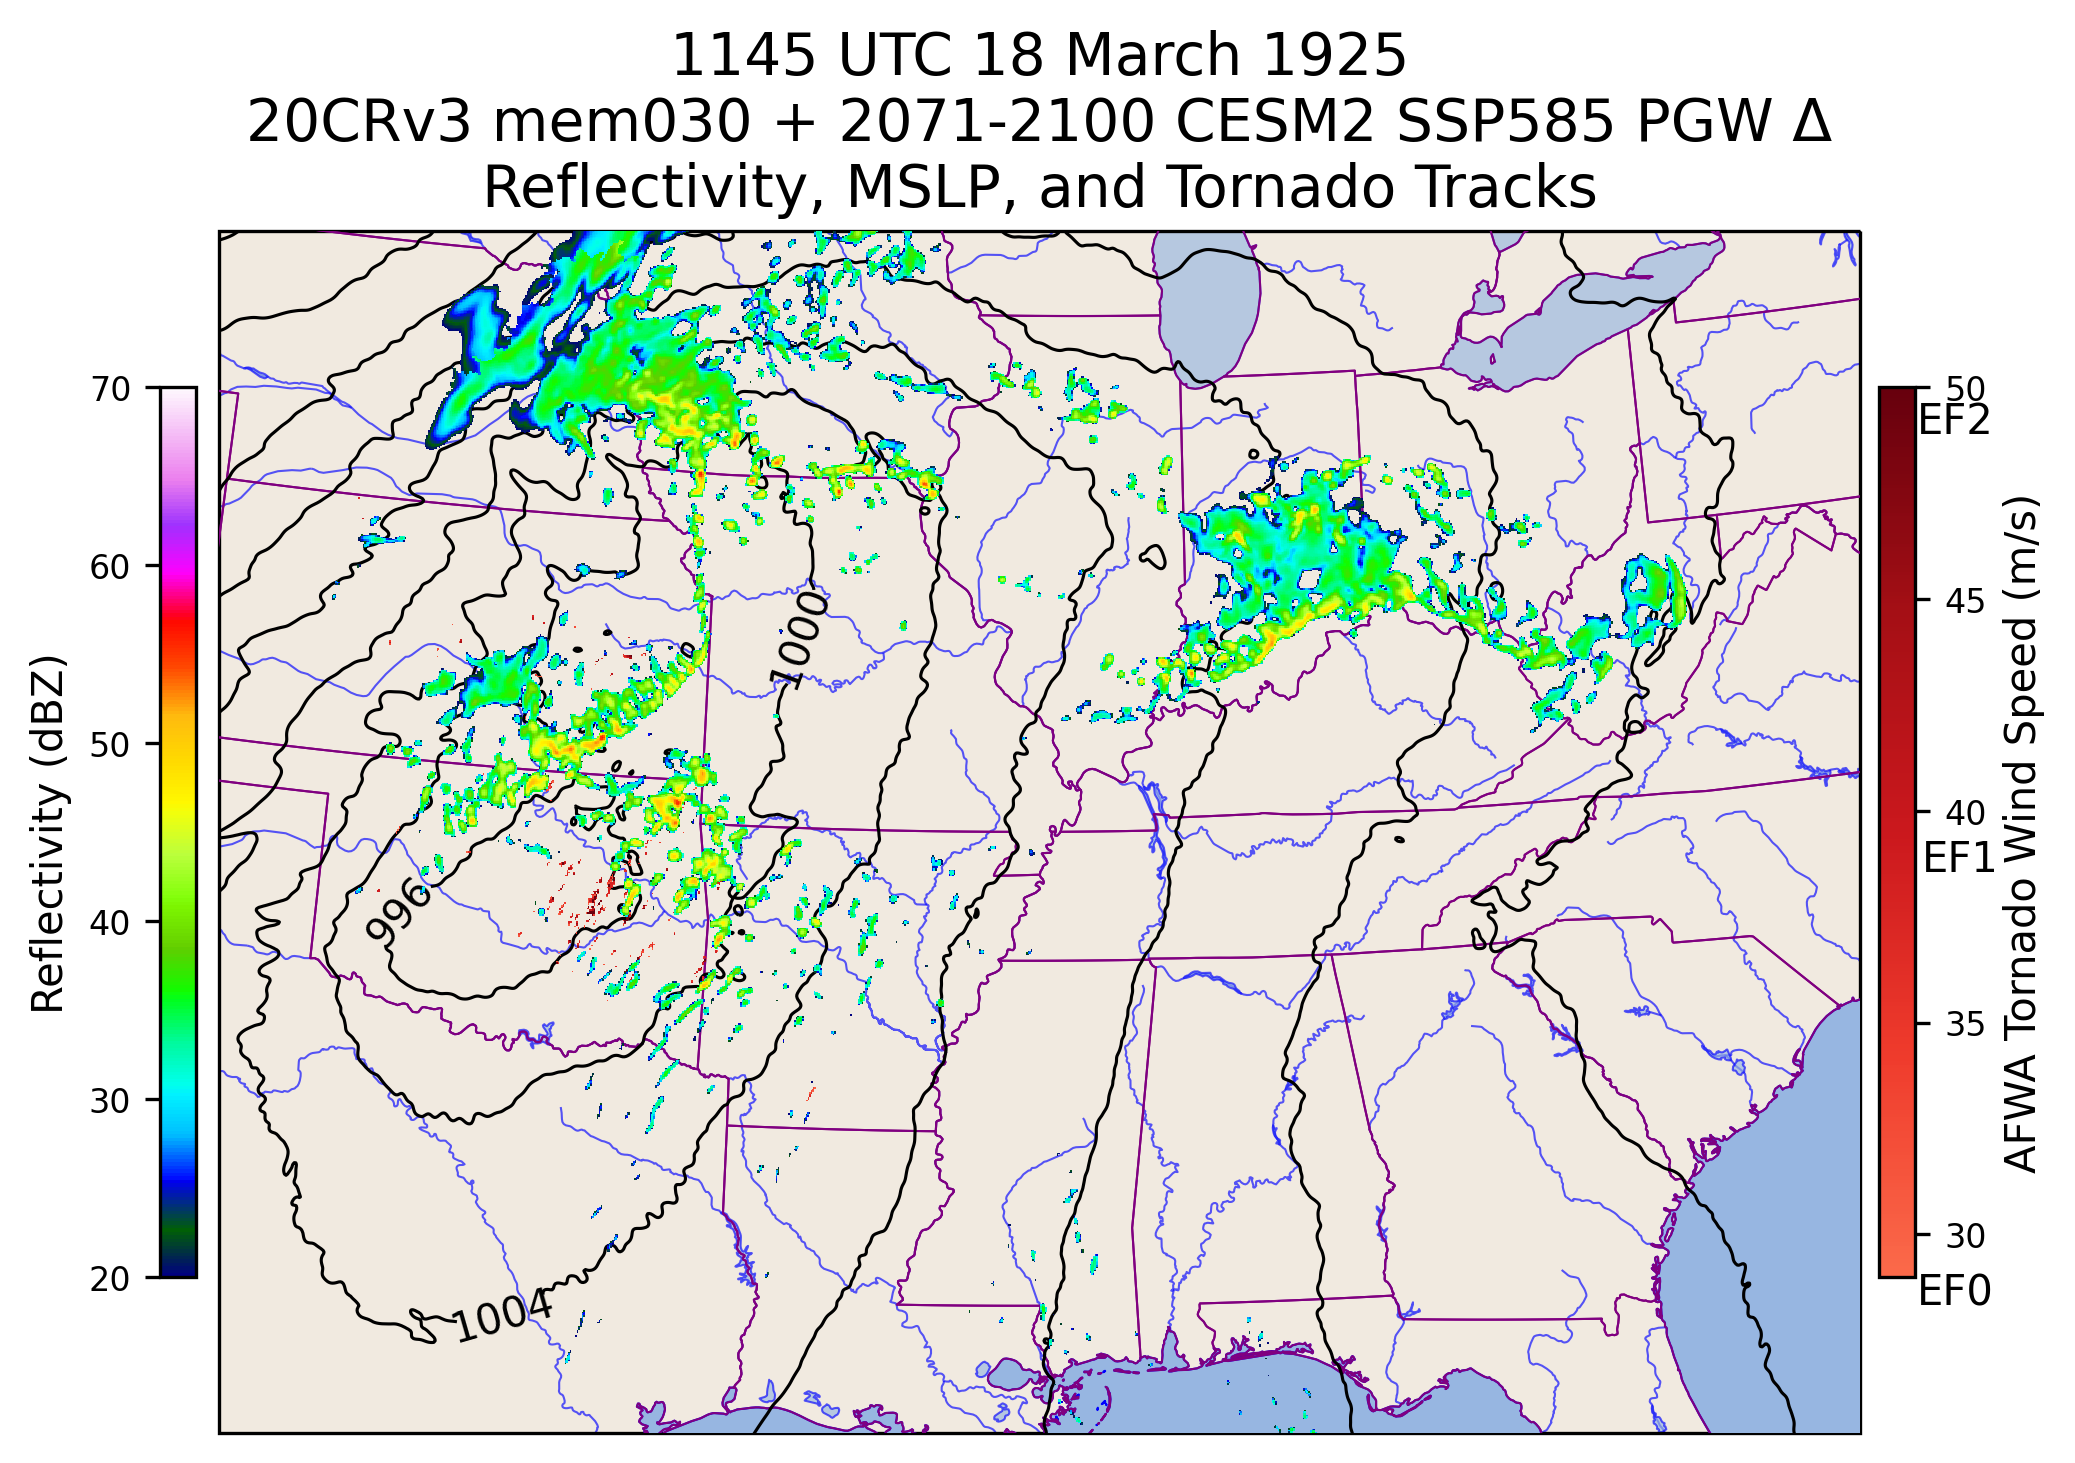 1145 UTC 18 March 1925
20CRv3 mem030 + 2071-2100 CESM2 SSP585 PGW Δ
Reflectivity, MSLP, and Tornado Tracks
70
60
50
40
30
20
Reflectivity (dBZ)
1000
996
1004
50
EF2
45
40
EF1
35
30
EF0
AFWA Tornado Wind Speed (m/s)